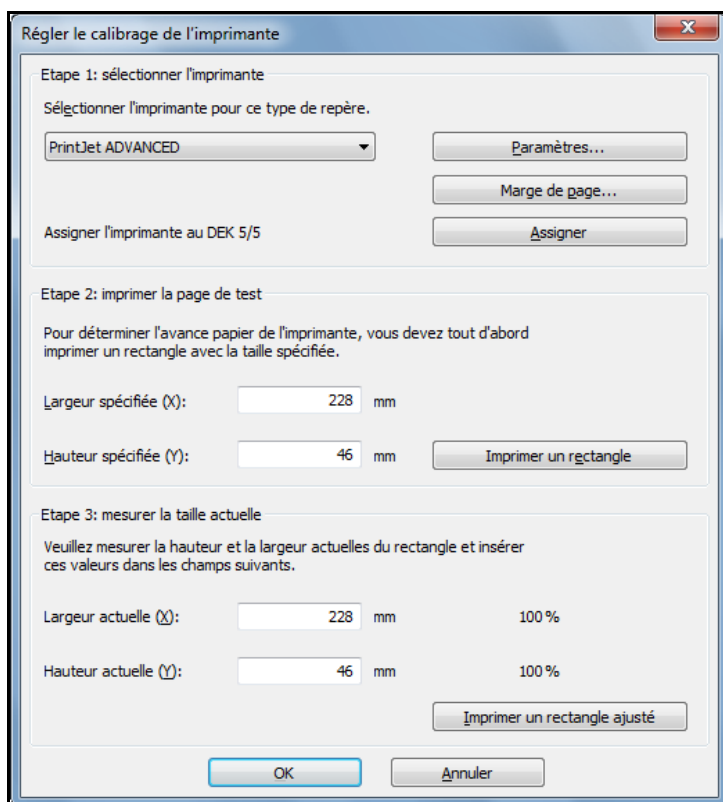 Régler le calibrage de l'imprimante
Etape 1: sélectionner l'imprimante
Sélectionner l'imprimante pour ce type de repère.
PrintJet ADVANCED
Paramètres...
Marge de page...
Assigner l'imprimante au DEK 5/5
Assigner
Etape 2: imprimer la page de test
Pour déterminer l'avance papier de l'imprimante, vous devez tout d'abord
imprimer un rectangle avec la taille spécifiée.
Largeur spécifiée (X): 228 mm
Hauteur spécifiée (Y): 46 mm Imprimer un rectangle
Etape 3: mesurer la taille actuelle
Veuillez mesurer la hauteur et la largeur actuelles du rectangle et insérer
ces valeurs dans les champs suivants.
Largeur actuelle (X): 228 mm 100 %
Hauteur actuelle (Y): 46 mm 100 %
Imprimer un rectangle ajusté
OK Annuler